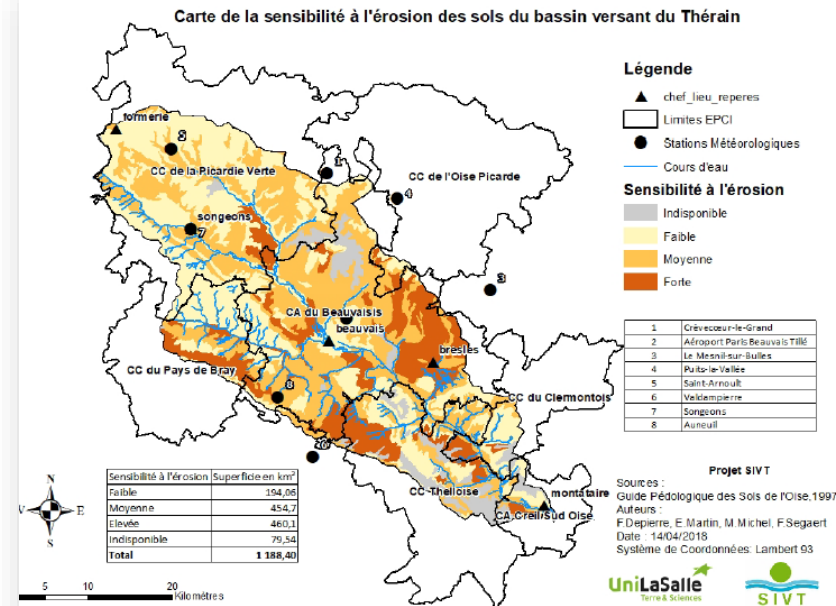 Carte de la sensibilité à l'érosion des sols du bassin versant du Thérain
Légende
chef_lieu_reperes
Limites EPCI
Stations Météorologiques
Cours d'eau
Sensibilité à l'érosion
Indisponible
Faible
Moyenne
Forte
formerie
5
CC de la Picardie Verte
1
CC de l'Oise Picarde
4
songeons
7
3
CA du Beauvaisis
beauvais
bresles
CC du Pays de Bray
8
CC du Clermontois
6
CC Thelloise
montataire
CA Creil Sud Oise
1 Crèvecœur-le-Grand
2 Aéroport Paris Beauvais Tillé
3 Le Mesnil-sur-Bulles
4 Puits-la-Vallée
5 Saint-Arnoult
6 Valdampierre
7 Songeons
8 Auneuil
Sensibilité à l'érosion Superficie en km²
Faible 194,06
Moyenne 454,7
Elevée 460,1
Indisponible 79,54
Total 1 188,40
Projet SIVT
Sources :
Guide Pédologique des Sols de l'Oise,1997
Auteurs :
F.Depierre, E.Martin, M.Michel, F.Segaert
Date : 14/04/2018
Système de Coordonnées: Lambert 93
N
E
S
5 10 20
Kilomètres
UniLaSalle
Terre & Sciences
SIVT